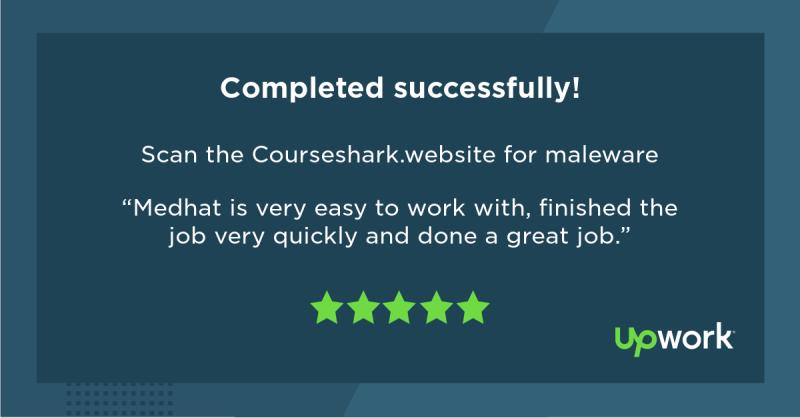 Completed successfully!
Scan the Courseshark.website for maleware
“Medhat is very easy to work with, finished the
job very quickly and done a great job.”
upwork